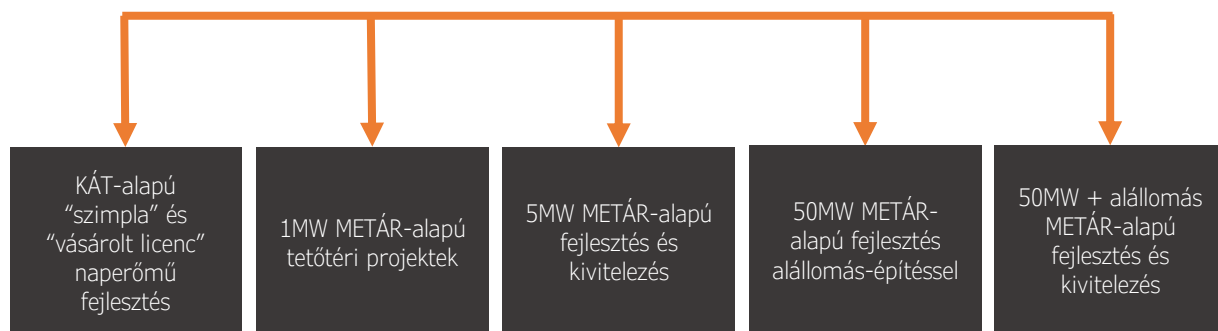 KÁT-alapú
“szimpla” és
“vásárolt licenc”
naperőmű
fejlesztés
1MW METÁR-alapú
tetőtéri projektek
5MW METÁR-alapú
fejlesztés és
kivitelezés
50MW METÁR-
alapú fejlesztés
alállomás-építéssel
50MW + alállomás
METÁR-alapú
fejlesztés és
kivitelezés